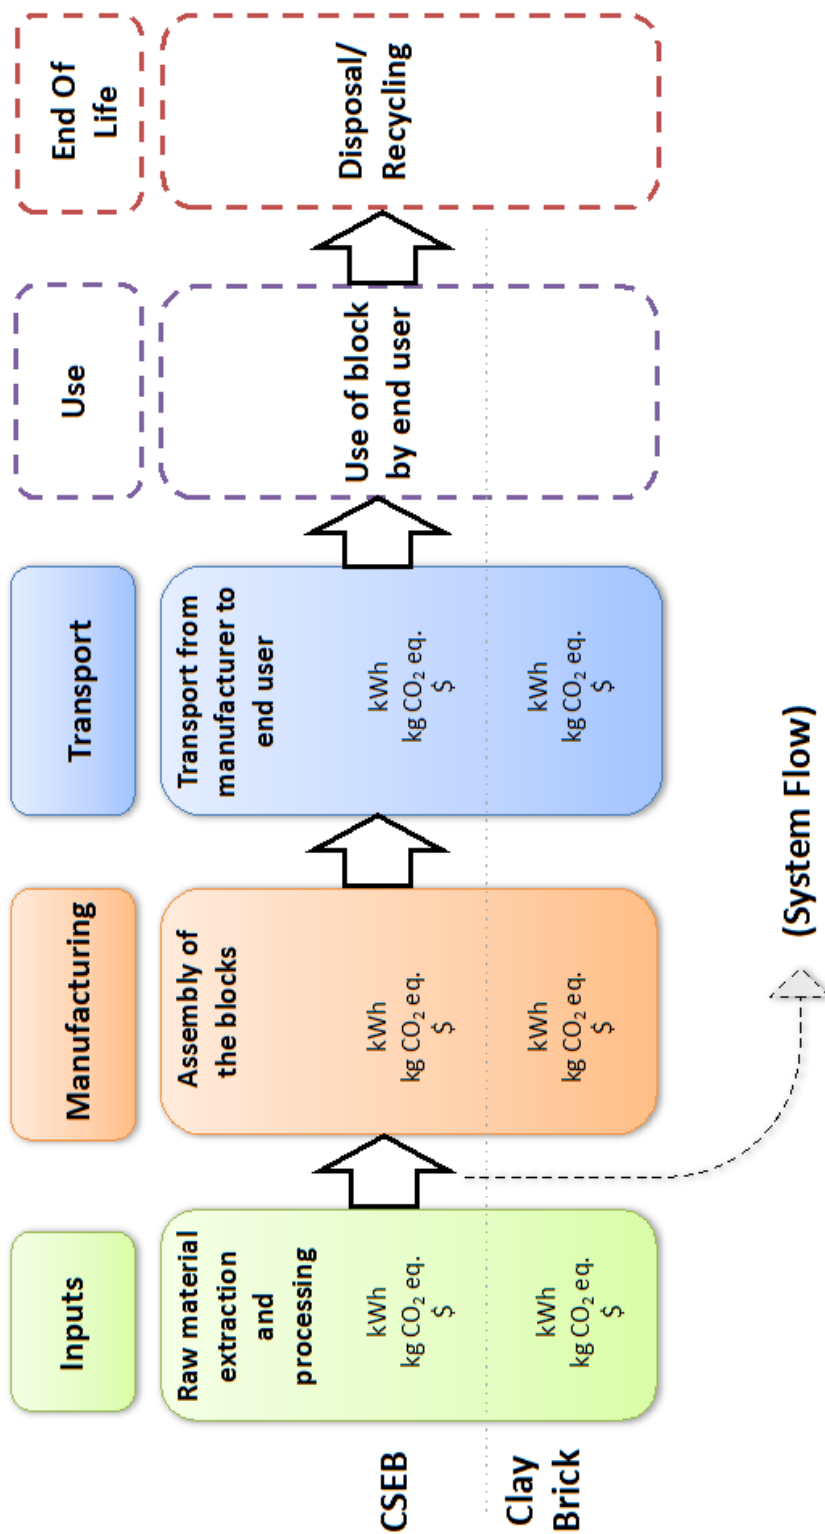 Inputs
Manufacturing
Transport
Use
End Of
Life
Raw material
extraction
and
processing
Assembly of
the blocks
Transport from
manufacturer to
end user
Use of block
by end user
Disposal/
Recycling
CSEB
kWh
kg CO₂ eq.
$
kWh
kg CO₂ eq.
$
kWh
kg CO₂ eq.
$
Clay
Brick
kWh
kg CO₂ eq.
$
kWh
kg CO₂ eq.
$
kWh
kg CO₂ eq.
$
(System Flow)